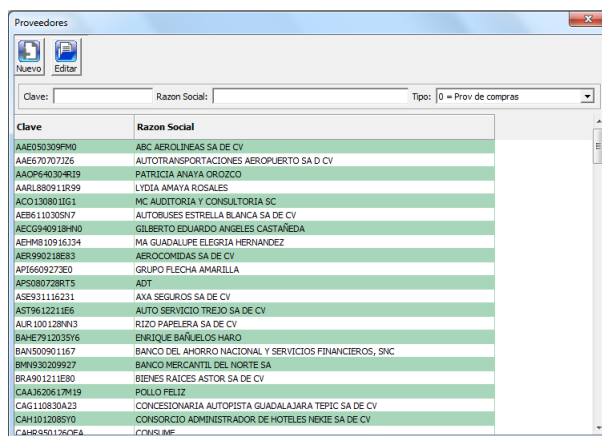 Proveedores
Nuevo Editar
Clave: Razon Social: Tipo: 0 = Prov de compras
Clave Razon Social
AAE050309FM0 ABC AEROLINEAS SA DE CV
AAE670707JZ6 AUTOTRANSPORTACIONES AEROPUERTO SA D CV
AAOP640304RI9 PATRICIA ANAYA OROZCO
AARL880911R99 LYDIA AMAYA ROSALES
ACO130801IG1 MC AUDITORIA Y CONSULTORIA SC
AEB611030SN7 AUTOBUSES ESTRELLA BLANCA SA DE CV
AECG940918HN0 GILBERTO EDUARDO ANGELES CASTAÑEDA
AEHM810916J34 MA GUADALUPE ELEGRIA HERNANDEZ
AER990218E83 AEROCOMIDAS SA DE CV
API6609273E0 GRUPO FLECHA AMARILLA
APS080728RT5 ADT
ASE931116231 AXA SEGUROS SA DE CV
AST9612211E6 AUTO SERVICIO TREJO SA DE CV
AUR100128NN3 RIZO PAPELERA SA DE CV
BAHE7912035Y6 ENRIQUE BAÑUELOS HARO
BAN500901167 BANCO DEL AHORRO NACIONAL Y SERVICIOS FINANCIEROS, SNC
BMN930209927 BANCO MERCANTIL DEL NORTE SA
BRA901211E80 BIENES RAICES ASTOR SA DE CV
CAAJ620617M19 POLLO FELIZ
CAG110830A23 CONCESIONARIA AUTOPISTA GUADALAJARA TEPIC SA DE CV
CAH101208SY0 CONSORCIO ADMINISTRADOR DE HOTELES NEKIE SA DE CV
CAHR950126QEA CONSUME